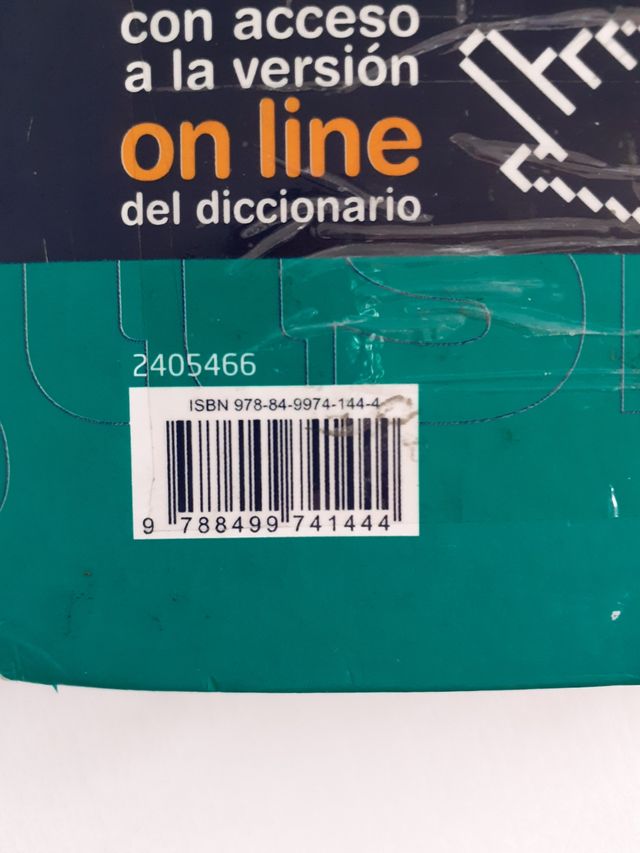 con acceso
a la versión
on line
del diccionario
2405466
ISBN 978-84-9974-144-4
9 788499 741444